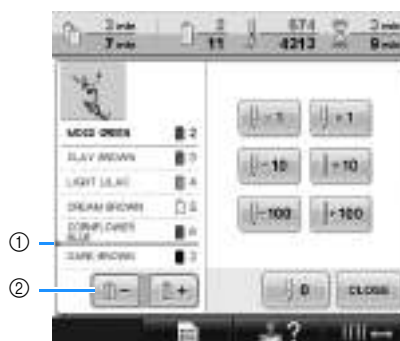 2 min 3 574 2 min
7 min 11 4213 9 min
MOSS GREEN 2
CLAY BROWN 3
LIGHT LILAC 4
CREAM BROWN 5
CORNFLOWER BLUE 6
DARK BROWN 3
-1 +1
-10 +10
-100 +100
- + 0 CLOSE
?
①
②